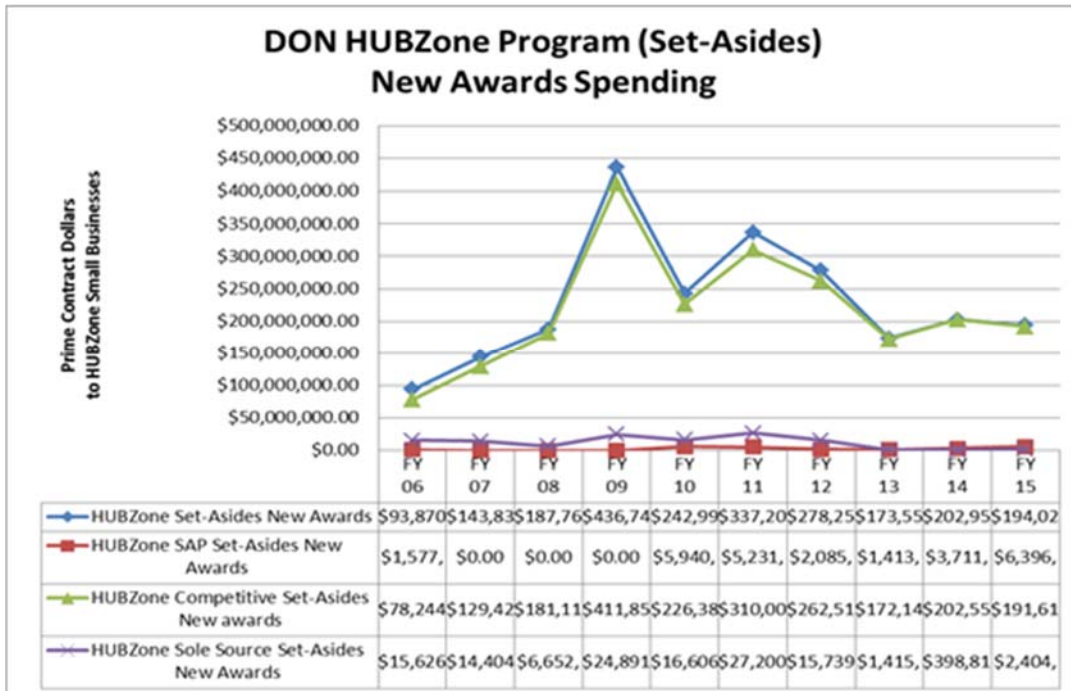 DON HUBZone Program (Set-Asides)
New Awards Spending
Prime Contract Dollars
to HUBZone Small Businesses
$500,000,000.00
$450,000,000.00
$400,000,000.00
$350,000,000.00
$300,000,000.00
$250,000,000.00
$200,000,000.00
$150,000,000.00
$100,000,000.00
$50,000,000.00
$0.00
FY FY FY FY FY FY FY FY FY FY
06 07 08 09 10 11 12 13 14 15
HUBZone Set-Asides New Awards $93,870 $143,83 $187,76 $436,74 $242,99 $337,20 $278,25 $173,55 $202,95 $194,02
HUBZone SAP Set-Asides New
Awards $1,577, $0.00 $0.00 $0.00 $5,940, $5,231, $2,085, $1,413, $3,711, $6,396,
HUBZone Competitive Set-Asides
New awards $78,244 $129,42 $181,11 $411,85 $226,38 $310,00 $262,51 $172,14 $202,55 $191,61
HUBZone Sole Source Set-Asides
New Awards $15,626 $14,404 $6,652, $24,891 $16,606 $27,200 $15,739 $1,415, $398,81 $2,404,